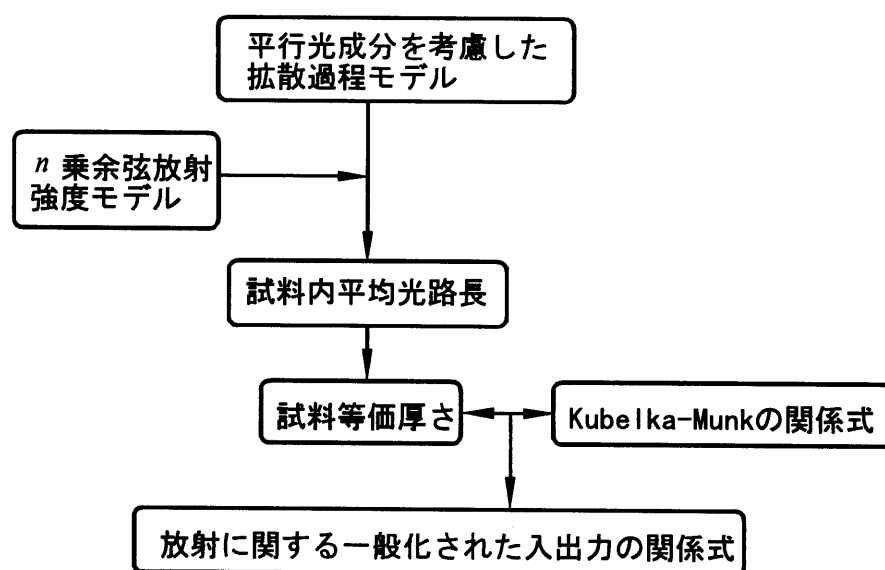 平行光成分を考慮した
拡散過程モデル
n 乗余弦放射
強度モデル
試料内平均光路長
試料等価厚さ
Kubelka-Munkの関係式
放射に関する一般化された入出力の関係式